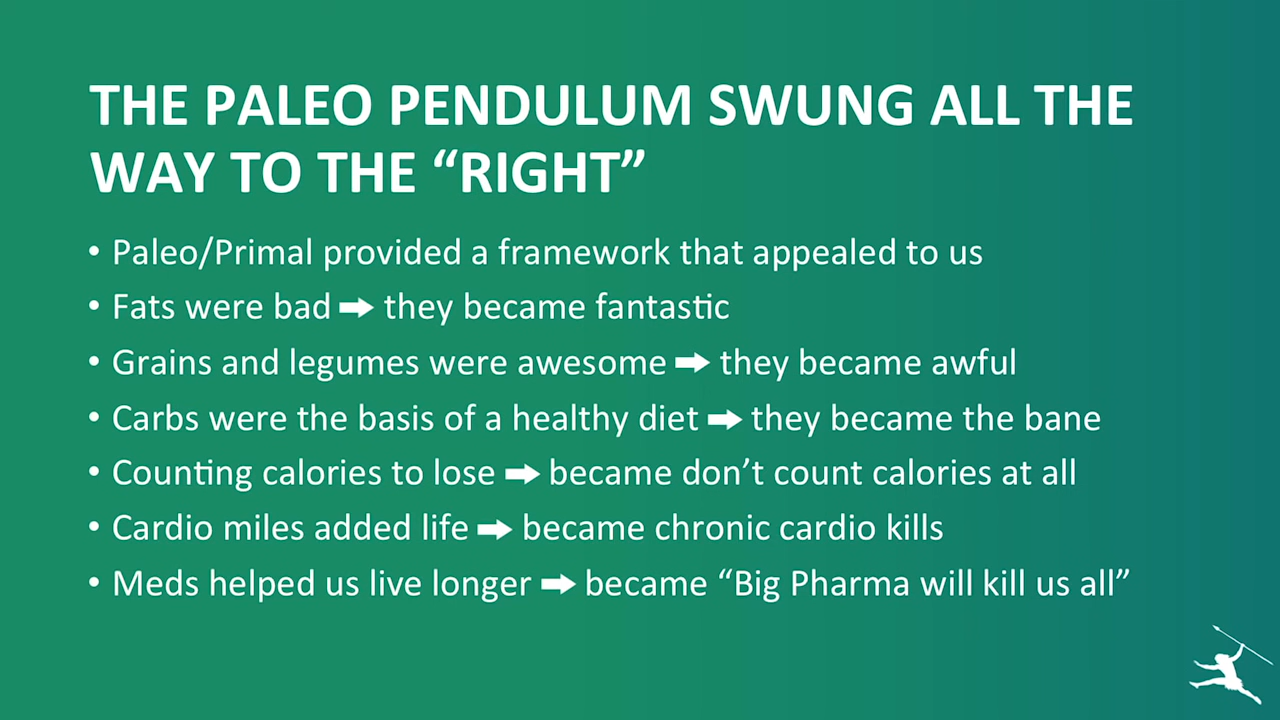 THE PALEO PENDULUM SWUNG ALL THE
WAY TO THE “RIGHT”
• Paleo/Primal provided a framework that appealed to us
• Fats were bad ➡ they became fantastic
• Grains and legumes were awesome ➡ they became awful
• Carbs were the basis of a healthy diet ➡ they became the bane
• Counting calories to lose ➡ became don’t count calories at all
• Cardio miles added life ➡ became chronic cardio kills
• Meds helped us live longer ➡ became “Big Pharma will kill us all”